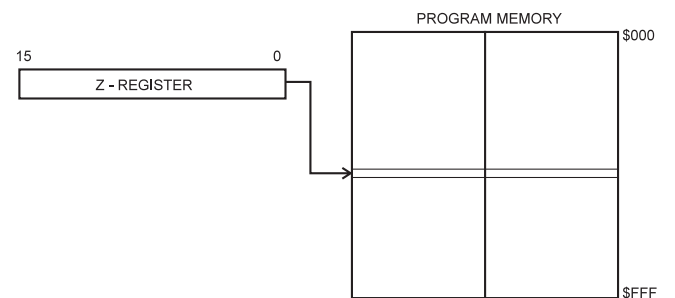 PROGRAM MEMORY
$000
15 0
Z - REGISTER
$FFF